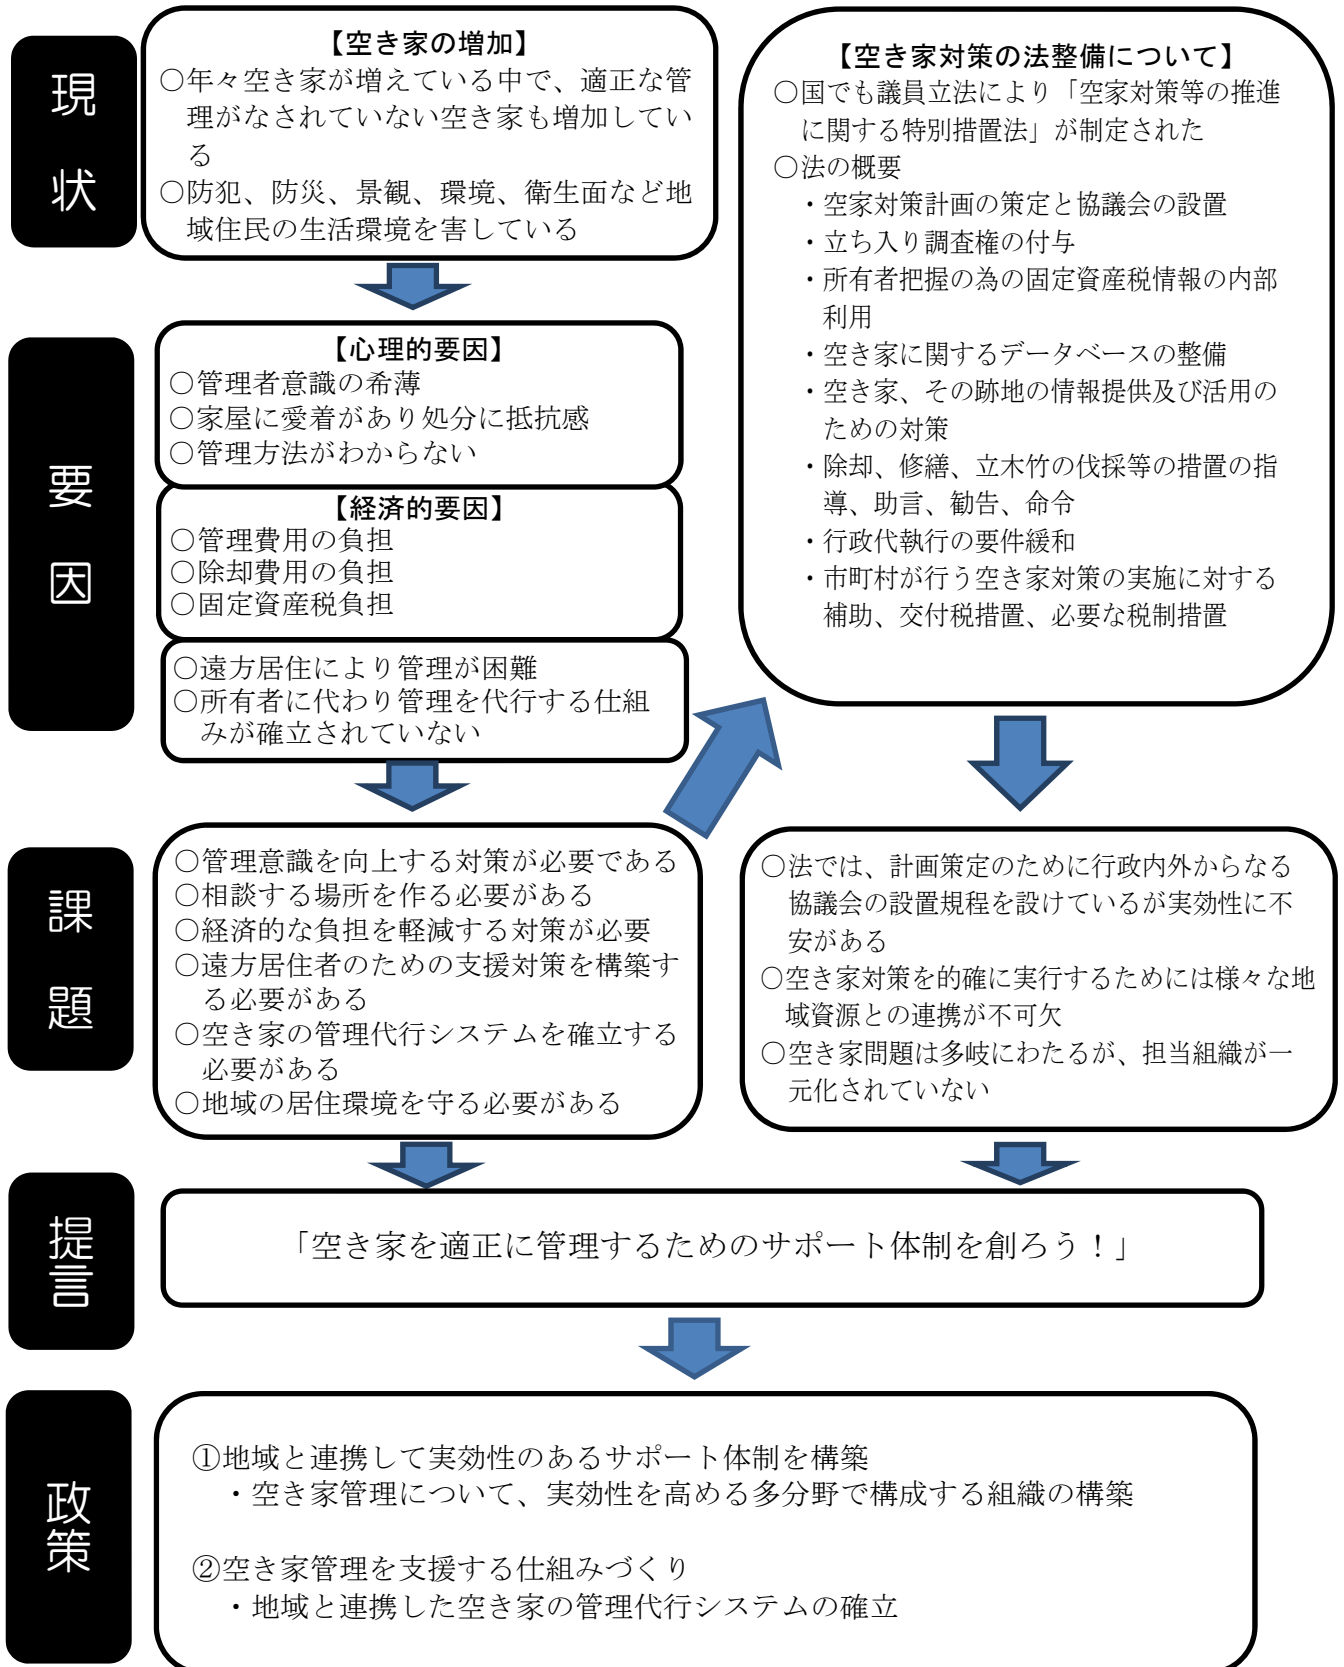 現状
【空き家の増加】
○年々空き家が増えている中で、適正な管
理がなされていない空き家も増加してい
る
○防犯、防災、景観、環境、衛生面など地
域住民の生活環境を害している
【空き家対策の法整備について】
○国でも議員立法により「空家対策等の推進
に関する特別措置法」が制定された
○法の概要
・空家対策計画の策定と協議会の設置
・立ち入り調査権の付与
・所有者把握の為の固定資産税情報の内部
利用
・空き家に関するデータベースの整備
・空き家、その跡地の情報提供及び活用の
ための対策
・除却、修繕、立木竹の伐採等の措置の指
導、助言、勧告、命令
・行政代執行の要件緩和
・市町村が行う空き家対策の実施に対する
補助、交付税措置、必要な税制措置
要因
【心理的要因】
○管理者意識の希薄
○家屋に愛着があり処分に抵抗感
○管理方法がわからない
【経済的要因】
○管理費用の負担
○除却費用の負担
○固定資産税負担
○遠方居住により管理が困難
○所有者に代わり管理を代行する仕組
みが確立されていない
課題
○管理意識を向上する対策が必要である
○相談する場所を作る必要がある
○経済的な負担を軽減する対策が必要
○遠方居住者のための支援対策を構築す
る必要がある
○空き家の管理代行システムを確立する
必要がある
○地域の居住環境を守る必要がある
○法では、計画策定のために行政内外からなる
協議会の設置規程を設けているが実効性に不
安がある
○空き家対策を的確に実行するためには様々な地
域資源との連携が不可欠
○空き家問題は多岐にわたるが、担当組織が一
元化されていない
提言
「空き家を適正に管理するためのサポート体制を創ろう！」
政策
①地域と連携して実効性のあるサポート体制を構築
・空き家管理について、実効性を高める多分野で構成する組織の構築
②空き家管理を支援する仕組みづくり
・地域と連携した空き家の管理代行システムの確立